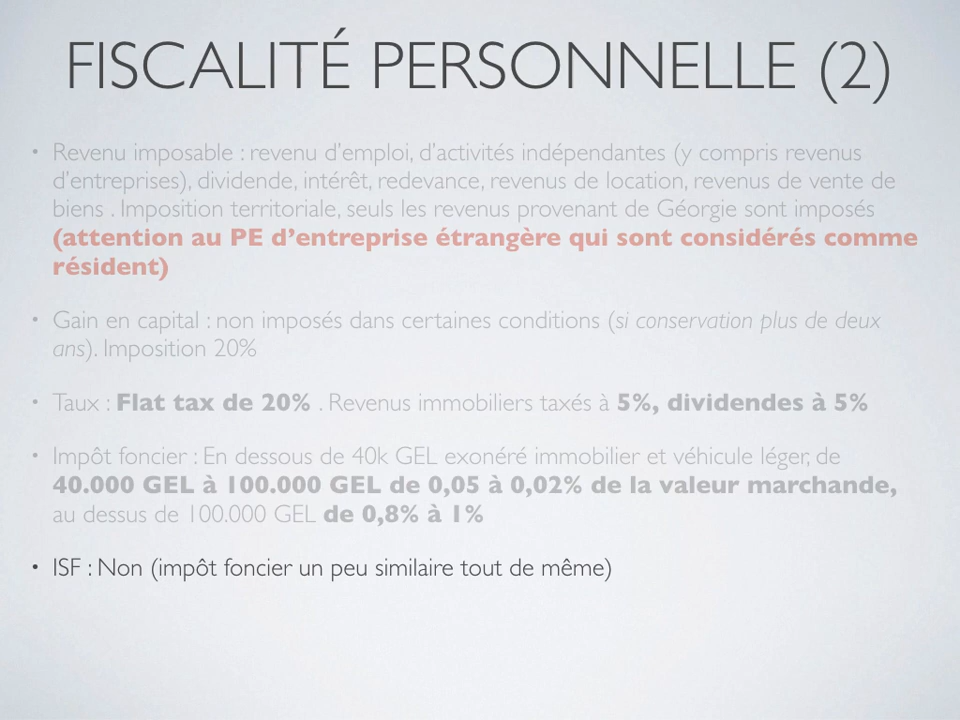 FISCALITÉ PERSONNELLE (2)
• Revenu imposable : revenu d'emploi, d'activités indépendantes (y compris revenus
d'entreprises), dividende, intérêt, redevance, revenus de location, revenus de vente de
biens . Imposition territoriale, seuls les revenus provenant de Géorgie sont imposés
(attention au PE d'entreprise étrangère qui sont considérés comme
résident)
• Gain en capital : non imposés dans certaines conditions (si conservation plus de deux
ans). Imposition 20%
• Taux : Flat tax de 20% . Revenus immobiliers taxés à 5%, dividendes à 5%
• Impôt foncier : En dessous de 40k GEL exonéré immobilier et véhicule léger, de
40.000 GEL à 100.000 GEL de 0,05 à 0,02% de la valeur marchande,
au dessus de 100.000 GEL de 0,8% à 1%
• ISF : Non (impôt foncier un peu similaire tout de même)